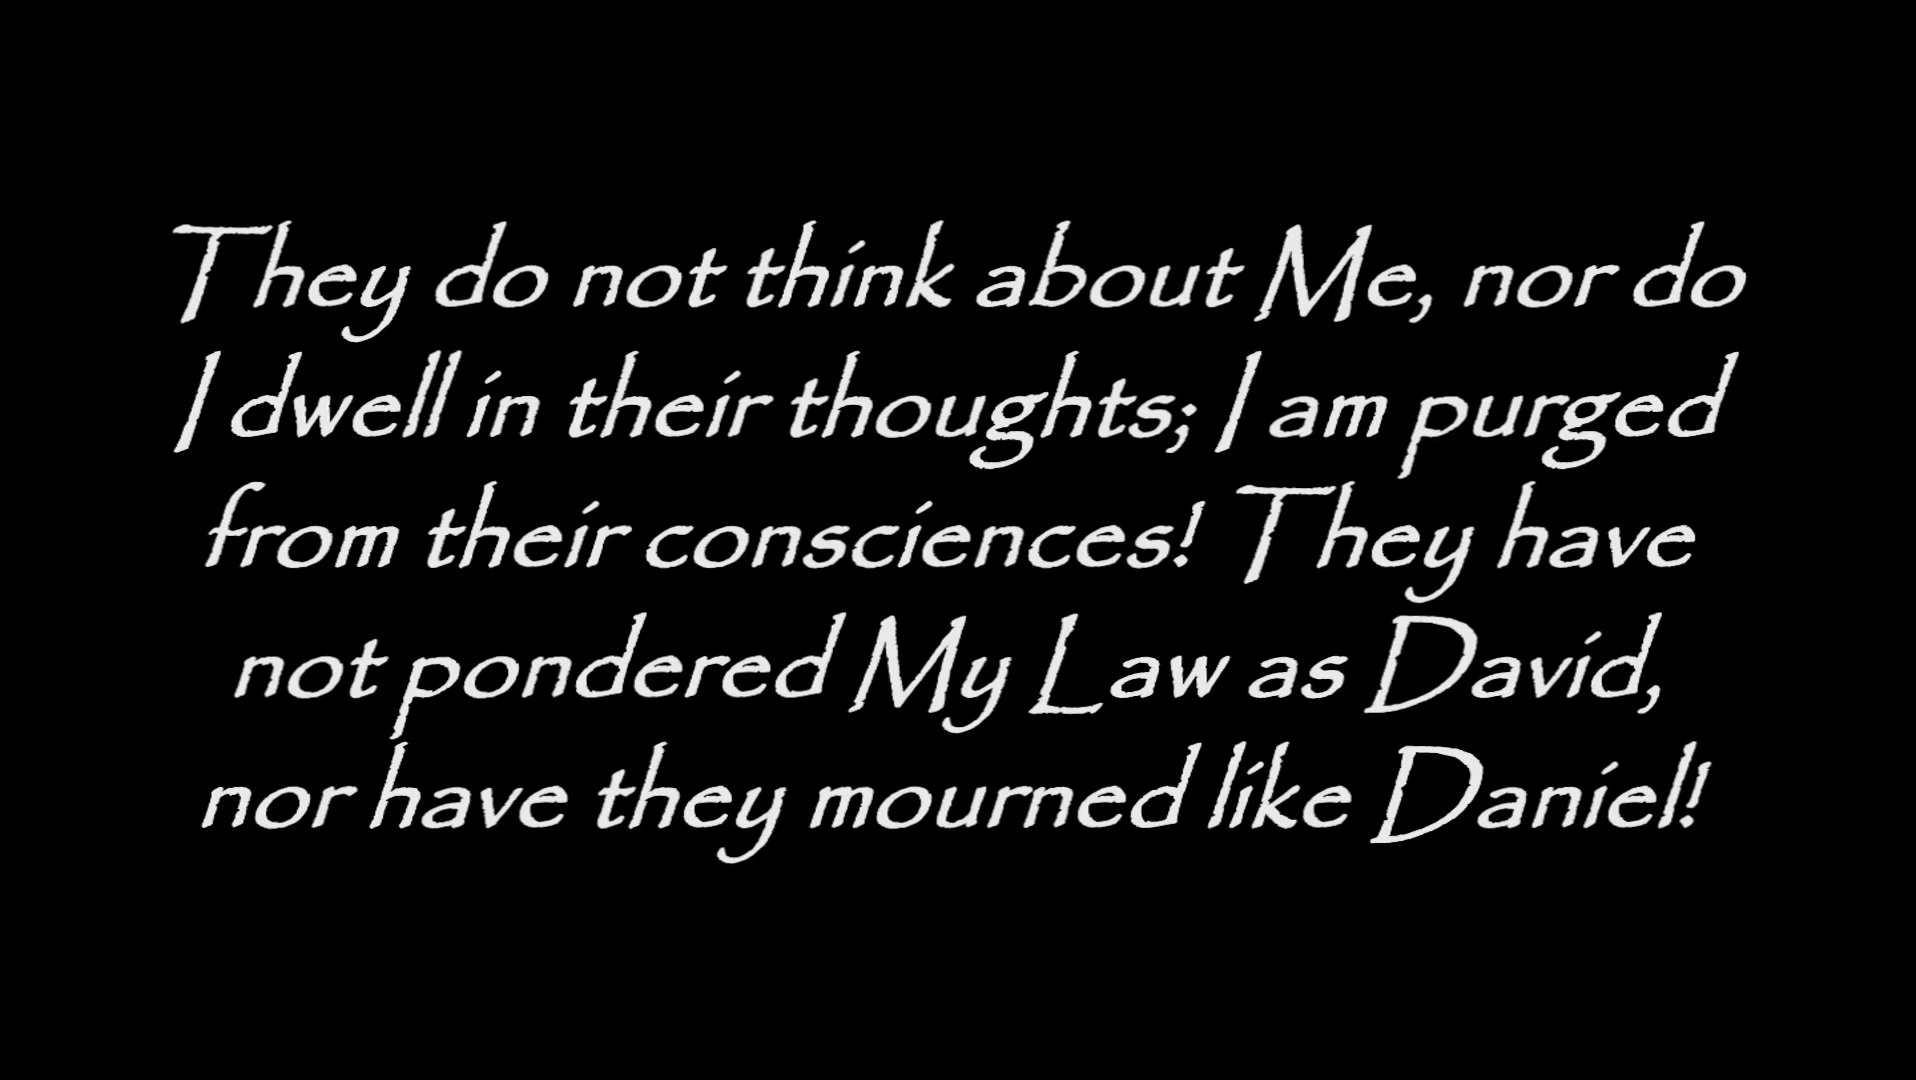 They do not think about Me, nor do
I dwell in their thoughts; I am purged
from their consciences! They have
not pondered My Law as David,
nor have they mourned like Daniel!